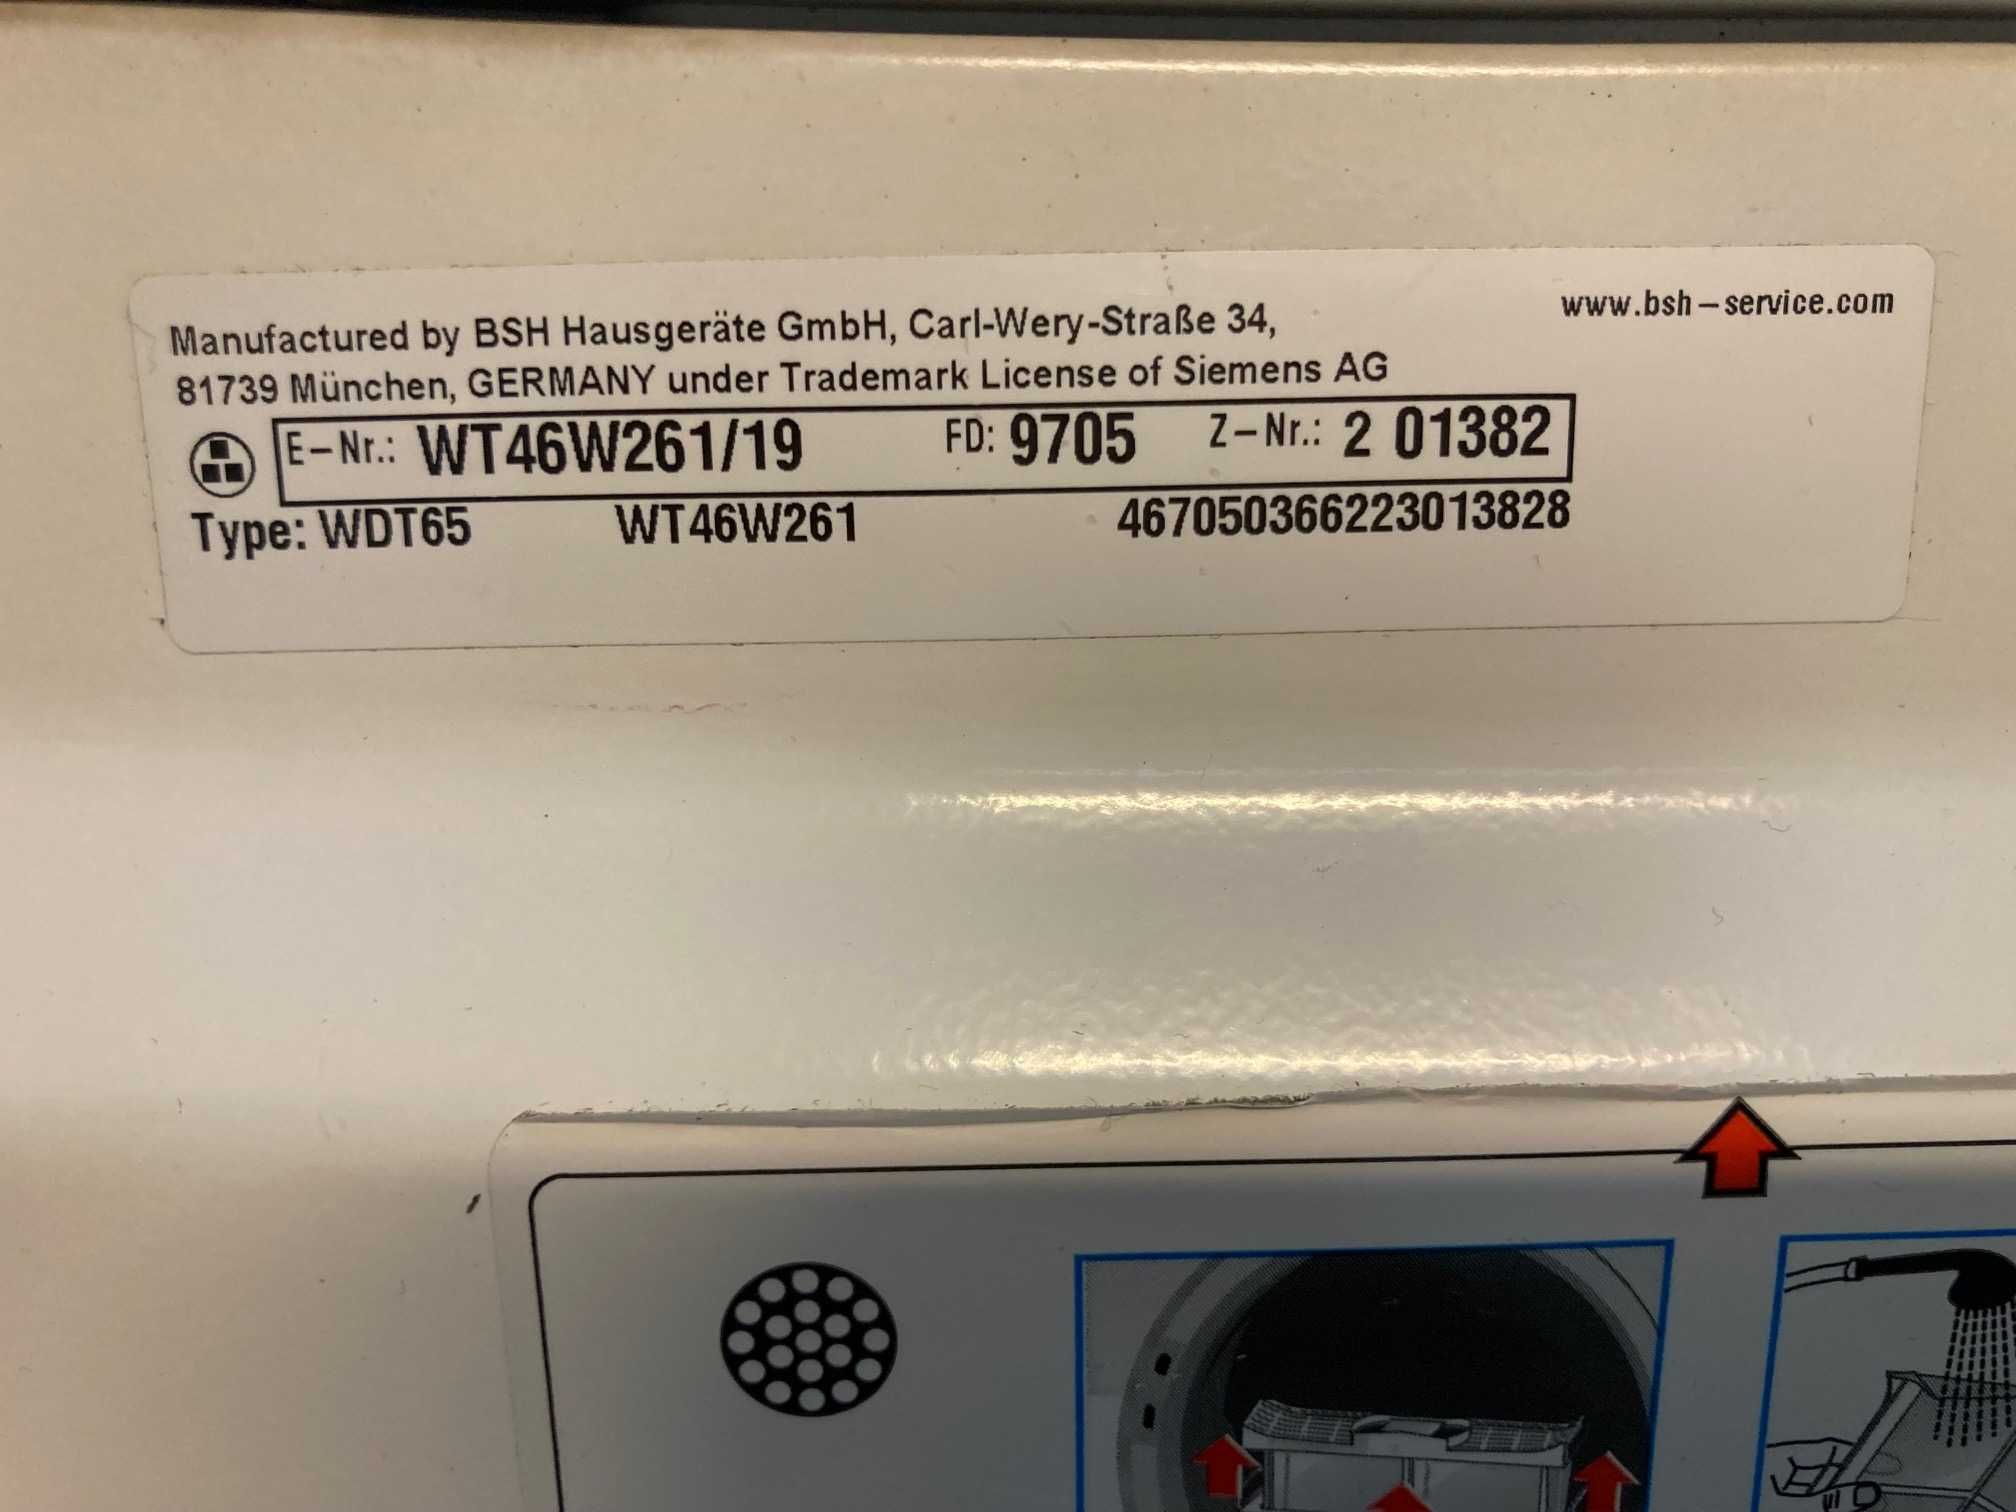 www.bsh-service.com
Manufactured by BSH Hausgeräte GmbH, Carl-Wery-Straße 34,
81739 München, GERMANY under Trademark License of Siemens AG
E-Nr.: WT46W261/19 FD: 9705 Z-Nr.: 2 01382
Type: WDT65 WT46W261 467050366223013828